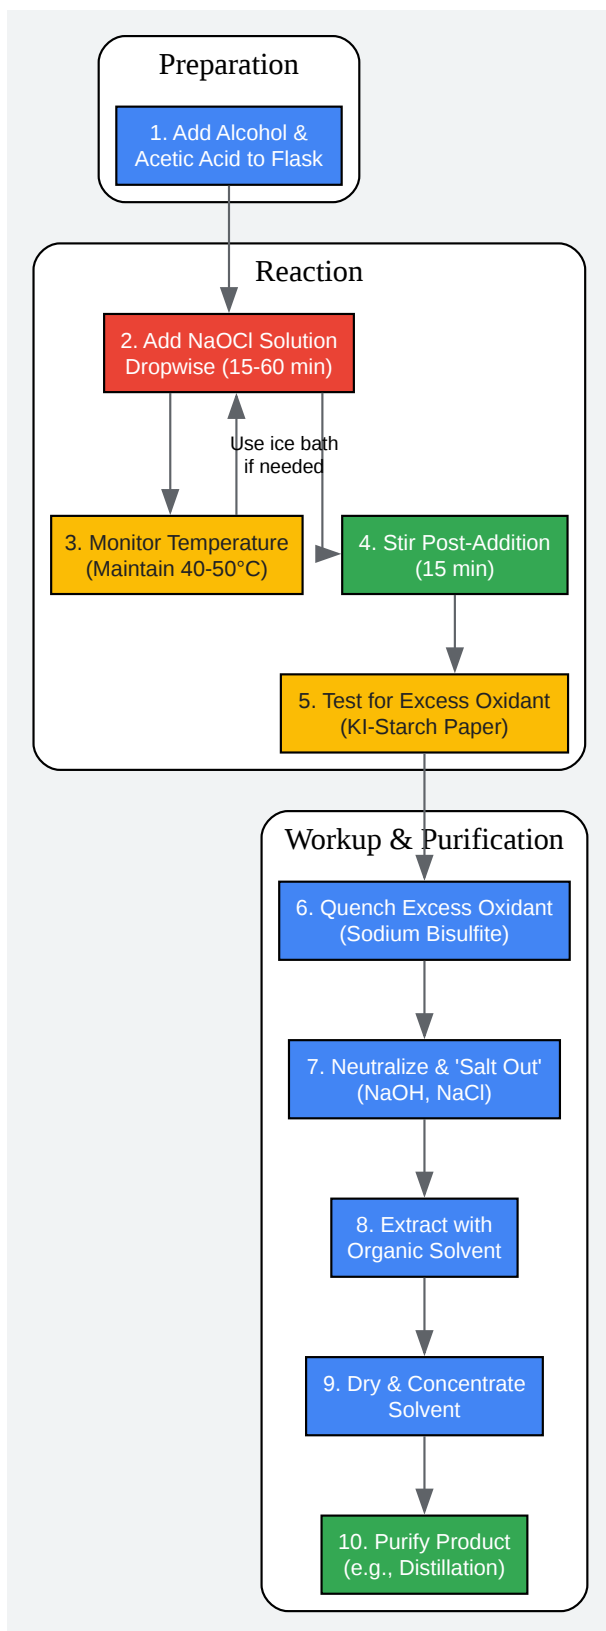 Preparation
1. Add Alcohol &
Acetic Acid to Flask
Reaction
2. Add NaOCl Solution
Dropwise (15-60 min)
Use ice bath
if needed
3. Monitor Temperature
(Maintain 40-50°C)
4. Stir Post-Addition
(15 min)
5. Test for Excess Oxidant
(KI-Starch Paper)
Workup & Purification
6. Quench Excess Oxidant
(Sodium Bisulfite)
7. Neutralize & 'Salt Out'
(NaOH, NaCl)
8. Extract with
Organic Solvent
9. Dry & Concentrate
Solvent
10. Purify Product
(e.g., Distillation)